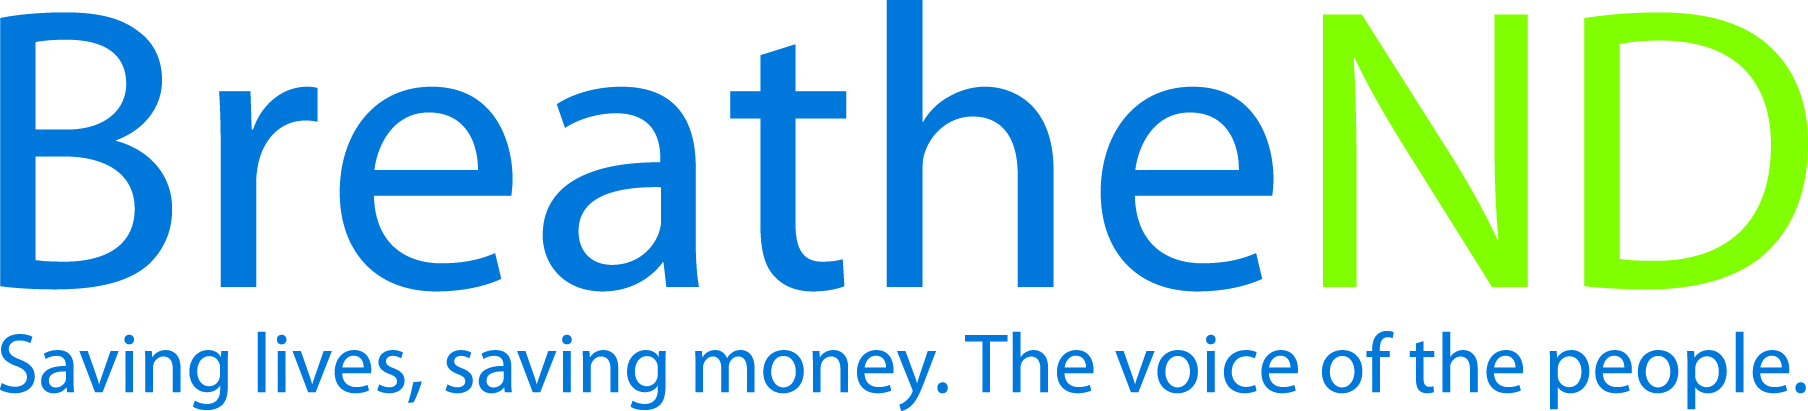 BreatheND
Saving lives, saving money. The voice of the people.